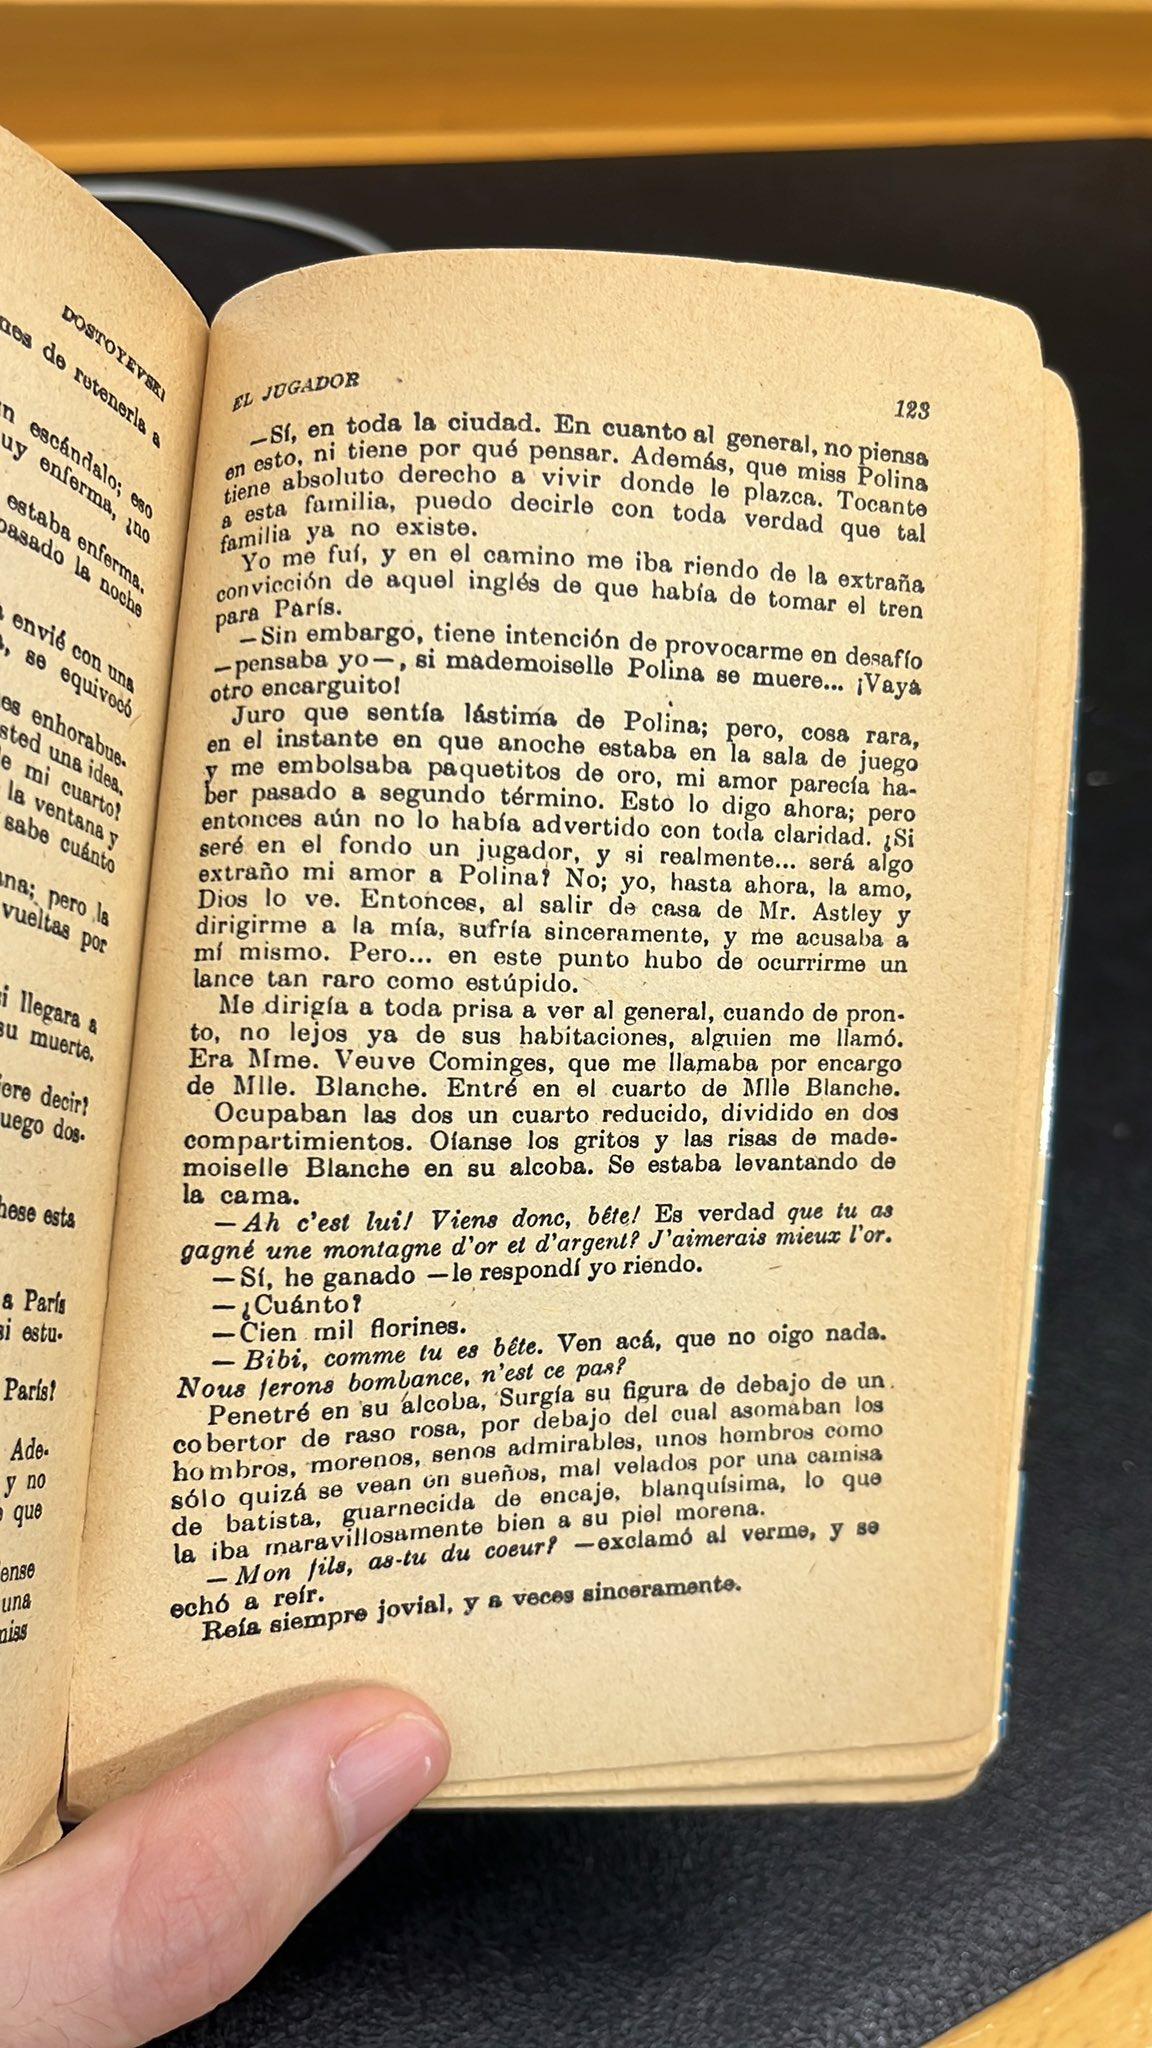 DOSTOYEVSKI
nes de retenerla a
n escándalo; eso
uy enferma, ¿no
estaba enferma.
pasado la noche
envié con una
se equivocó
es enhorabue-
sted una idea.
e mi cuarto?
la ventana y
sabe cuánto
ana; pero la
vueltas por
si llegara a
su muerte.
iere decir?
uego dos-
hese esta
a París
si estu-
París?
Ade-
y no
que
ense
una
miss
EL JUGADOR
123
—Sí, en toda la ciudad. En cuanto al general, no piensa
en esto, ni tiene por qué pensar. Además, que miss Polina
tiene absoluto derecho a vivir donde le plazca. Tocante
a esta familia, puedo decirle con toda verdad que tal
familia ya no existe.
Yo me fuí, y en el camino me iba riendo de la extraña
convicción de aquel inglés de que había de tomar el tren
para París.
—Sin embargo, tiene intención de provocarme en desafío
—pensaba yo—, si mademoiselle Polina se muere... ¡Vaya
otro encarguito!
Juro que sentía lástima de Polina; pero, cosa rara,
en el instante en que anoche estaba en la sala de juego
y me embolsaba paquetitos de oro, mi amor parecía ha-
ber pasado a segundo término. Esto lo digo ahora; pero
entonces aún no lo había advertido con toda claridad. ¿Si
seré en el fondo un jugador, y si realmente... será algo
extraño mi amor a Polina? No; yo, hasta ahora, la amo,
Dios lo ve. Entonces, al salir de casa de Mr. Astley y
dirigirme a la mía, sufría sinceramente, y me acusaba a
mí mismo. Pero... en este punto hubo de ocurrirme un
lance tan raro como estúpido.
Me dirigía a toda prisa a ver al general, cuando de pron-
to, no lejos ya de sus habitaciones, alguien me llamó.
Era Mme. Veuve Cominges, que me llamaba por encargo
de Mlle. Blanche. Entré en el cuarto de Mlle Blanche.
Ocupaban las dos un cuarto reducido, dividido en dos
compartimientos. Oíanse los gritos y las risas de made-
moiselle Blanche en su alcoba. Se estaba levantando de
la cama.
—Ah c'est lui! Viens donc, bête! Es verdad que tu as
gagné une montagne d'or et d'argent? J'aimerais mieux l'or.
—Sí, he ganado —le respondí yo riendo.
—¿Cuánto?
—Cien mil florines.
—Bibi, comme tu es bête. Ven acá, que no oigo nada.
Nous ferons bombance, n'est ce pas?
Penetré en su alcoba, Surgía su figura de debajo de un
cobertor de raso rosa, por debajo del cual asomaban los
hombros, morenos, senos admirables, unos hombros como
sólo quizá se vean en sueños, mal velados por una camisa
de batista, guarnecida de encaje, blanquísima, lo que
la iba maravillosamente bien a su piel morena.
—Mon fils, as-tu du coeur? —exclamó al verme, y se
echó a reír.
Reía siempre jovial, y a veces sinceramente.